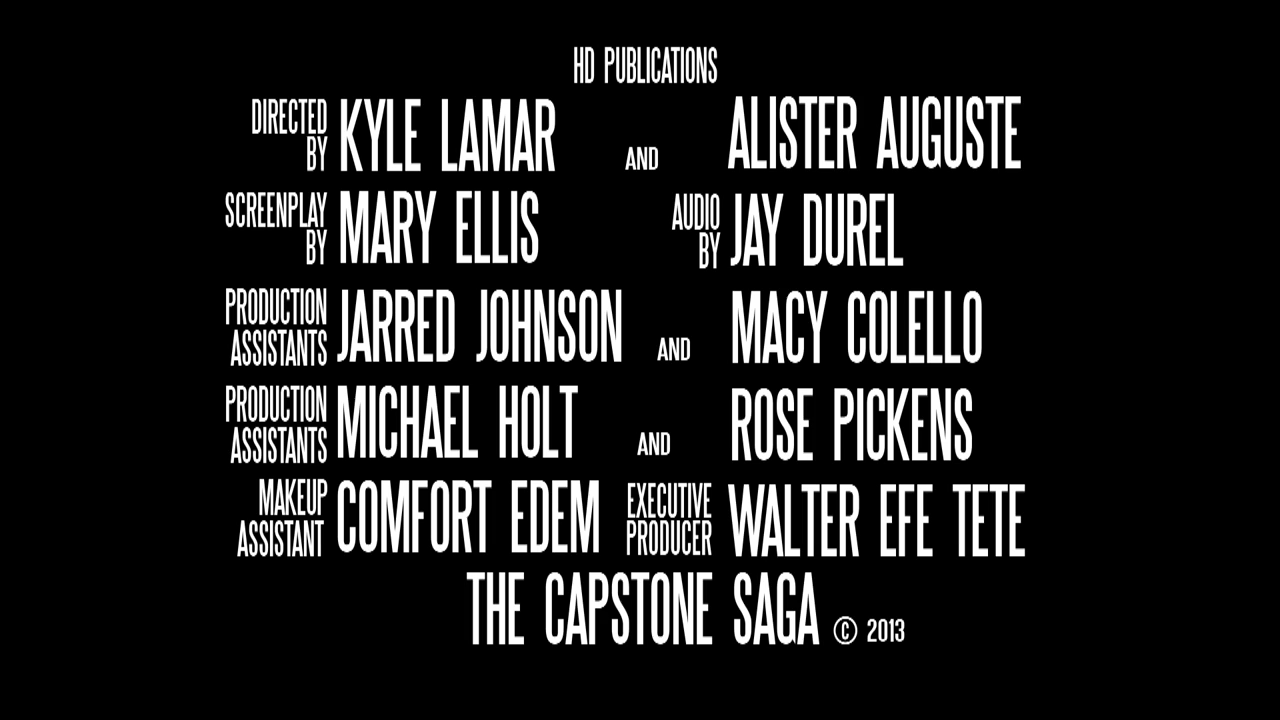 HD PUBLICATIONS
DIRECTED BY KYLE LAMAR AND ALISTER AUGUSTE
SCREENPLAY BY MARY ELLIS AUDIO BY JAY DUREL
PRODUCTION ASSISTANTS JARRED JOHNSON AND MACY COLELLO
PRODUCTION ASSISTANTS MICHAEL HOLT AND ROSE PICKENS
MAKEUP ASSISTANT COMFORT EDEM EXECUTIVE PRODUCER WALTER EFE TETE
THE CAPSTONE SAGA © 2013